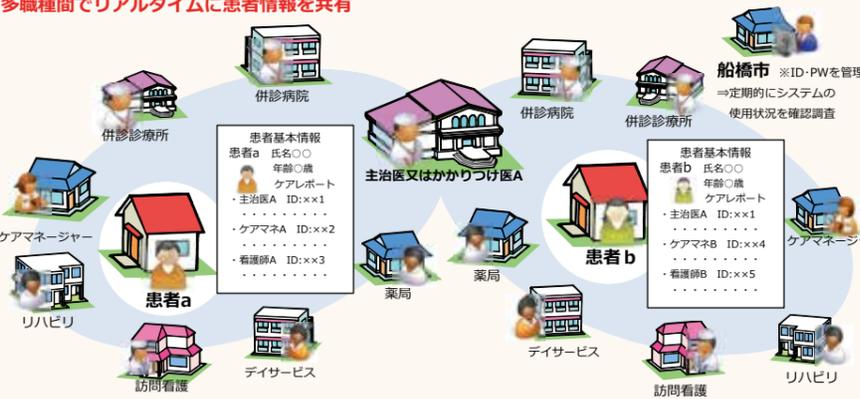 多職種間でリアルタイムに患者情報を共有
船橋市 ※ID・PWを管理
⇒定期的にシステムの
使用状況を確認調査
併診病院
併診診療所
主治医又はかかりつけ医A
併診病院
併診診療所
患者基本情報
患者a 氏名○○
年齢○歳
ケアレポート
・主治医A ID:××1
・・・・・・・・・・
・ケアマネA ID:××2
・・・・・・・・・・
・看護師A ID:××3
・・・・・・・・・・
患者基本情報
患者b 氏名○○
年齢○歳
ケアレポート
・主治医A ID:××1
・・・・・・・・・・
・ケアマネB ID:××4
・・・・・・・・・・
・看護師B ID:××5
・・・・・・・・・・
ケアマネージャー
患者a
リハビリ
訪問看護
デイサービス
薬局
薬局
患者b
ケアマネージ
デイサービス
訪問看護
リハビリ